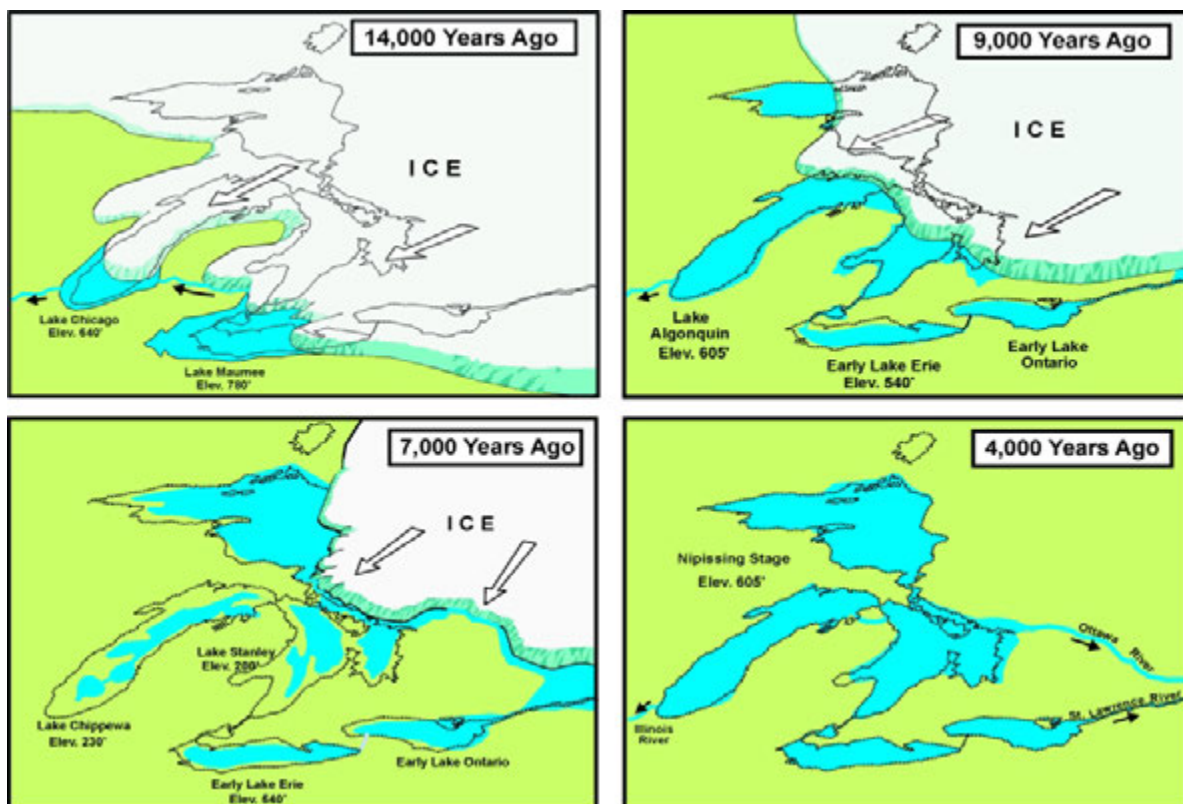 14,000 Years Ago
I C E
Lake Chicago
Elev. 640'
Lake Maumee
Elev. 780'
9,000 Years Ago
I C E
Lake
Algonquin
Elev. 605'
Early Lake Erie
Elev. 540'
Early Lake
Ontario
7,000 Years Ago
I C E
Lake Stanley
Elev. 200'
Lake Chippewa
Elev. 230'
Early Lake Ontario
Early Lake Erie
Elev. 540'
4,000 Years Ago
Nipissing Stage
Elev. 605'
Ottawa
River
Illinois
River
St. Lawrence River